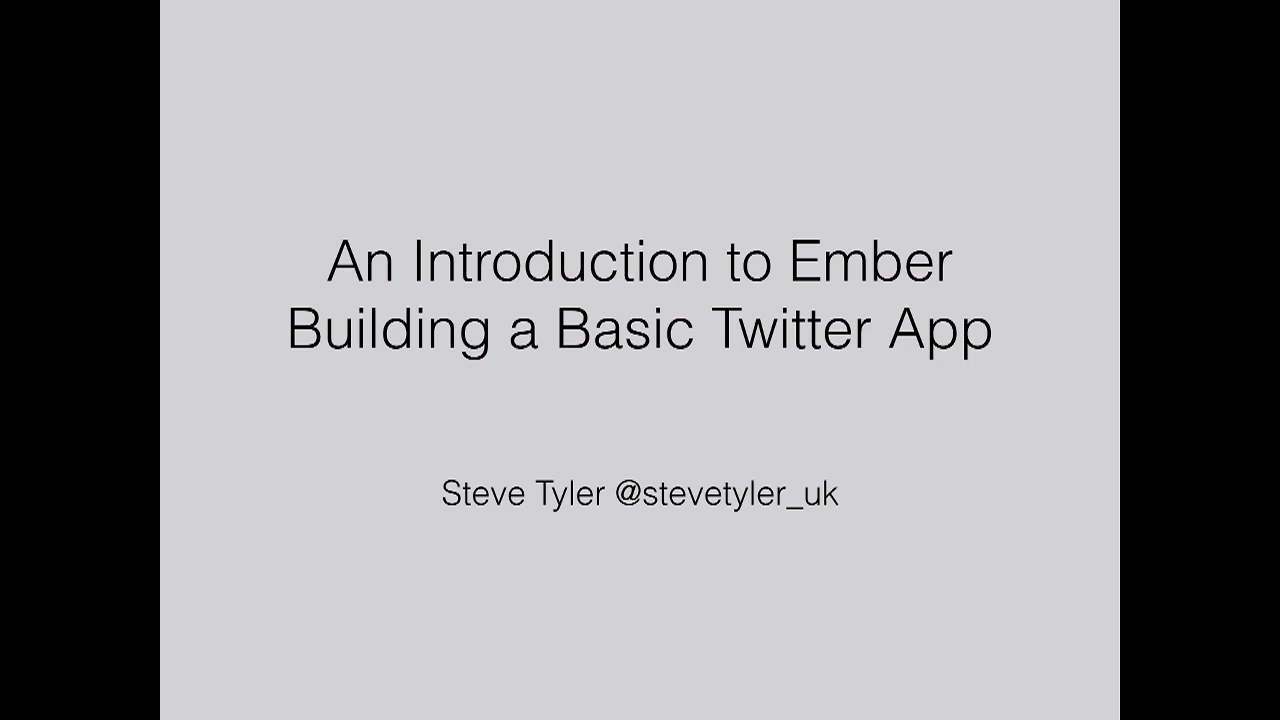 An Introduction to Ember
Building a Basic Twitter App
Steve Tyler @stevetyler_uk